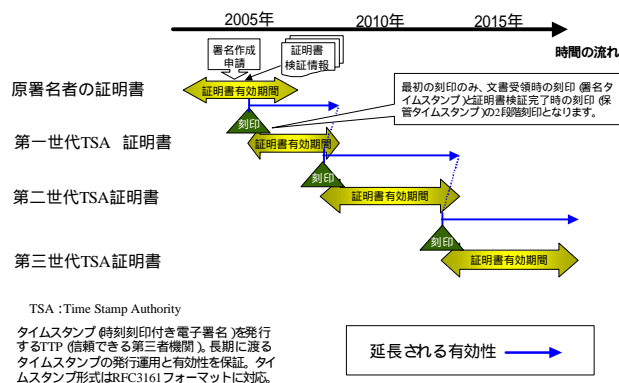 2005年
2010年
2015年
時間の流れ
署名作成
申請
証明書
検証情報
原署名者の証明書
証明書有効期間
最初の刻印のみ、文書受領時の刻印(署名
タイムスタンプ)と証明書検証完了時の刻印(保
管タイムスタンプ)の2段階刻印となります。
刻印
第一世代TSA 証明書
証明書有効期間
刻印
第二世代TSA証明書
証明書有効期間
刻印
第三世代TSA証明書
証明書有効期間
TSA :Time Stamp Authority
タイムスタンプ(時刻刻印付き電子署名)を発行
するTTP(信頼できる第三者機関)。長期に渡る
タイムスタンプの発行運用と有効性を保証。タイ
ムスタンプ形式はRFC3161フォーマットに対応。
延長される有効性